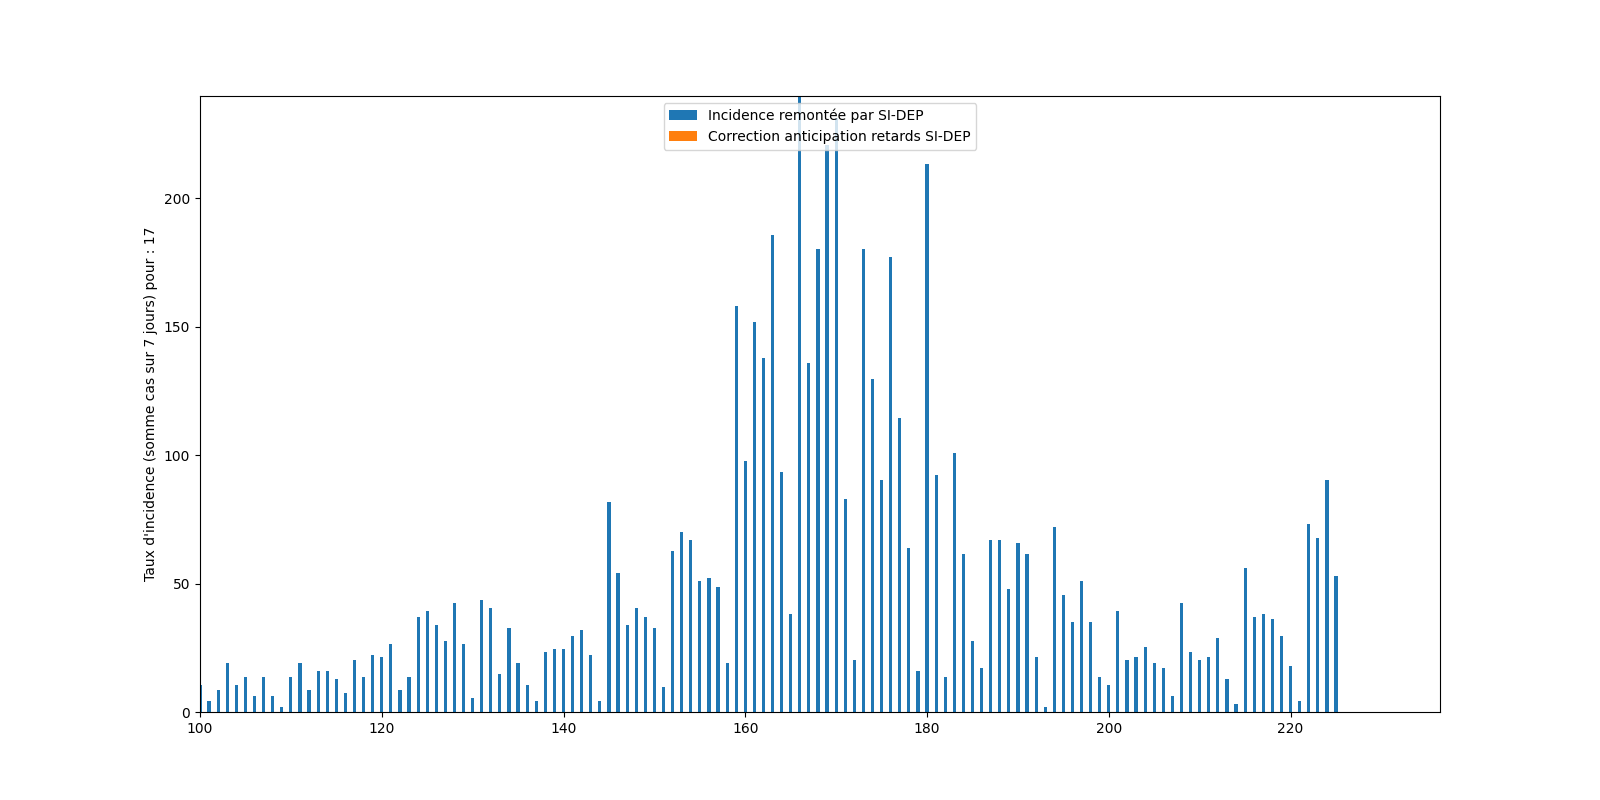 Incidence remontée par SI-DEP
Correction anticipation retards SI-DEP
Taux d'incidence (somme cas sur 7 jours) pour : 17
200
150
100
50
0
100 120 140 160 180 200 220